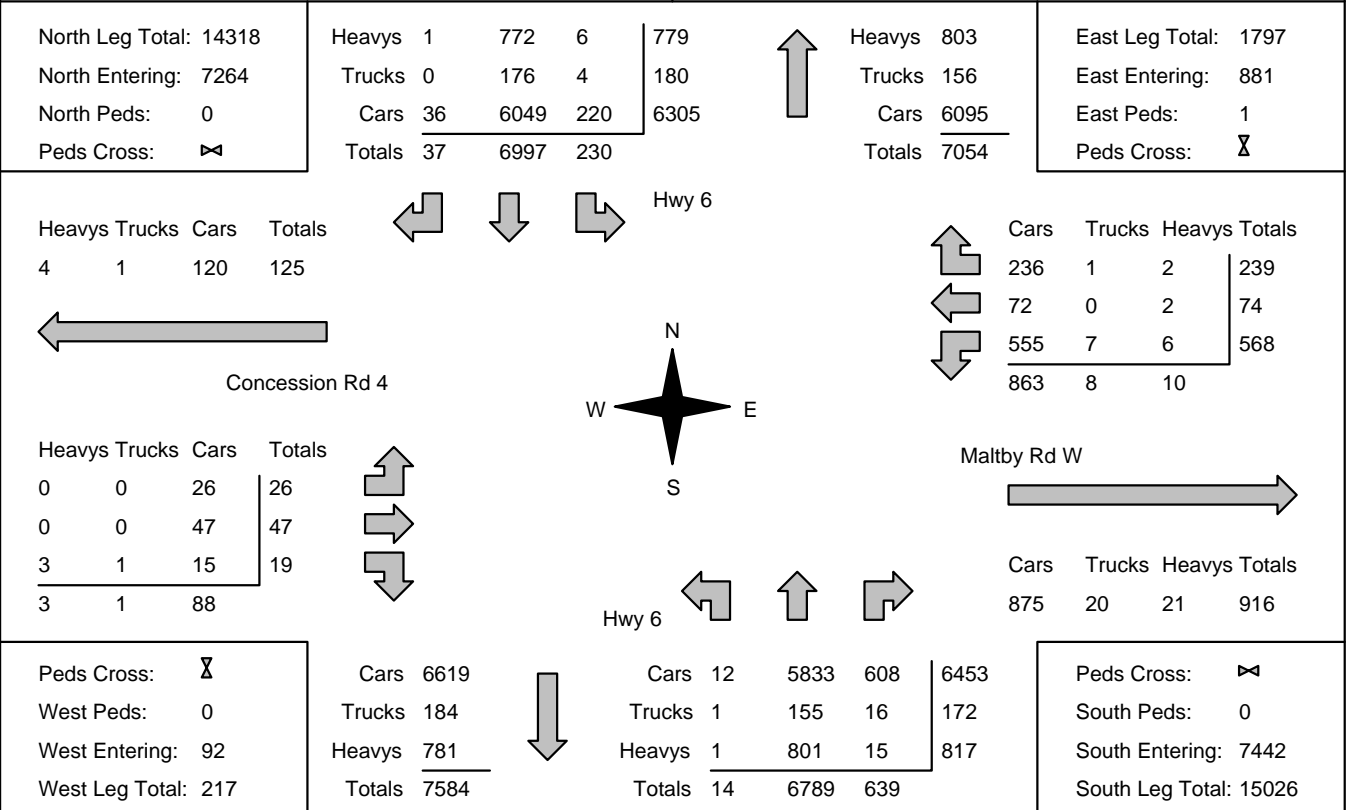 North Leg Total: 14318
North Entering: 7264
North Peds: 0
Peds Cross:
Heavys 1 772 6 779
Trucks 0 176 4 180
Cars 36 6049 220 6305
Totals 37 6997 230
Heavys 803
Trucks 156
Cars 6095
Totals 7054
East Leg Total: 1797
East Entering: 881
East Peds: 1
Peds Cross:
Hwy 6
Heavys Trucks Cars Totals
4 1 120 125
Cars Trucks Heavys Totals
236 1 2 239
72 0 2 74
555 7 6 568
863 8 10
Concession Rd 4
N
W E
S
Heavys Trucks Cars Totals
0 0 26 26
0 0 47 47
3 1 15 19
3 1 88
Maltby Rd W
Cars Trucks Heavys Totals
875 20 21 916
Hwy 6
Peds Cross:
West Peds: 0
West Entering: 92
West Leg Total: 217
Cars 6619
Trucks 184
Heavys 781
Totals 7584
Cars 12 5833 608 6453
Trucks 1 155 16 172
Heavys 1 801 15 817
Totals 14 6789 639
Peds Cross:
South Peds: 0
South Entering: 7442
South Leg Total: 15026